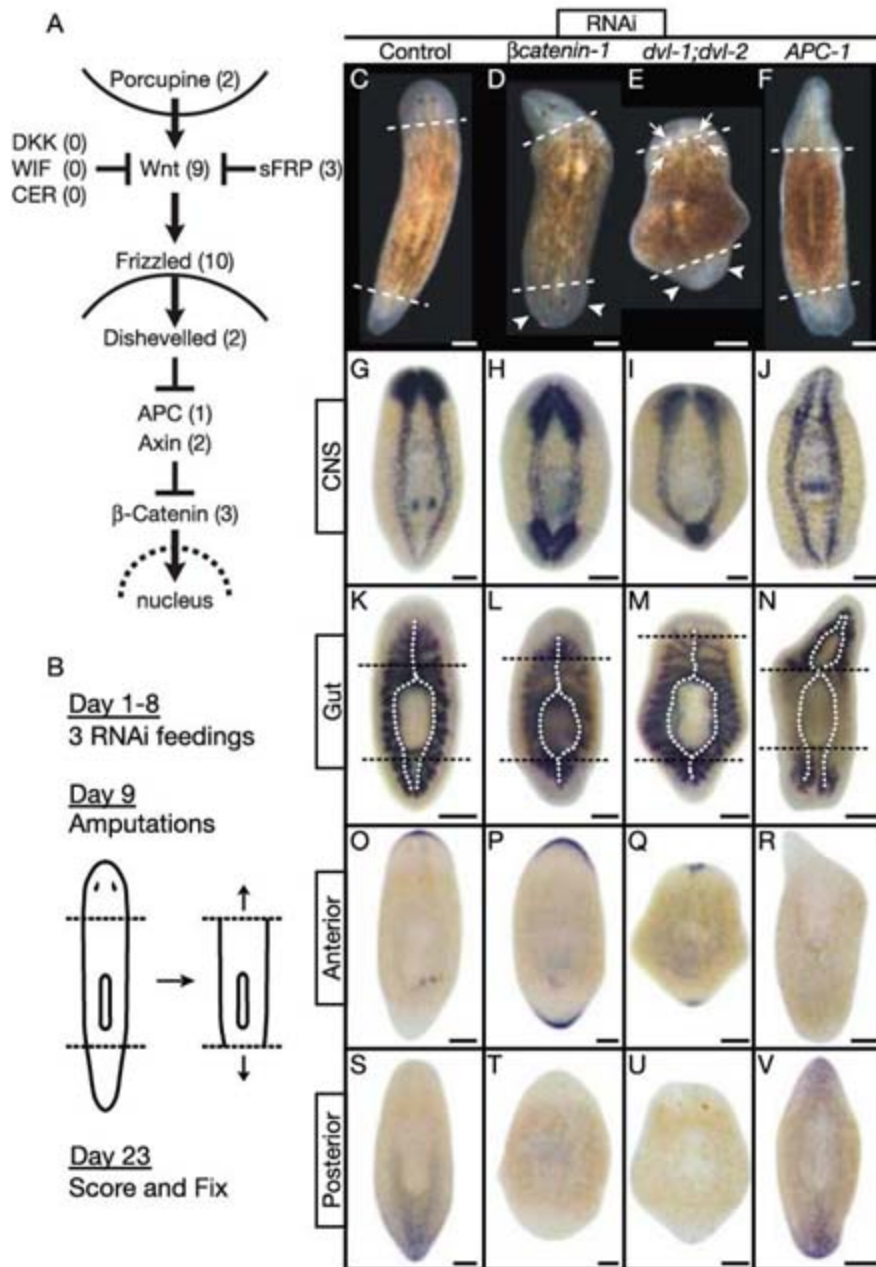 A
Porcupine (2)
DKK (0)
WIF (0)
CER (0)
Wnt (9)
sFRP(3)
Frizzled (10)
Dishevelled (2)
APC (1)
Axin (2)
β-Catenin (3)
nucleus
B
Day 1-8
3 RNAi feedings
Day 9
Amputations
Day 23
Score and Fix
RNAi
Control
βcatenin-1
dvl-1;dvl-2
APC-1
C
D
E
F
CNS
G
H
I
J
Gut
K
L
M
N
Anterior
O
P
Q
R
Posterior
S
T
U
V